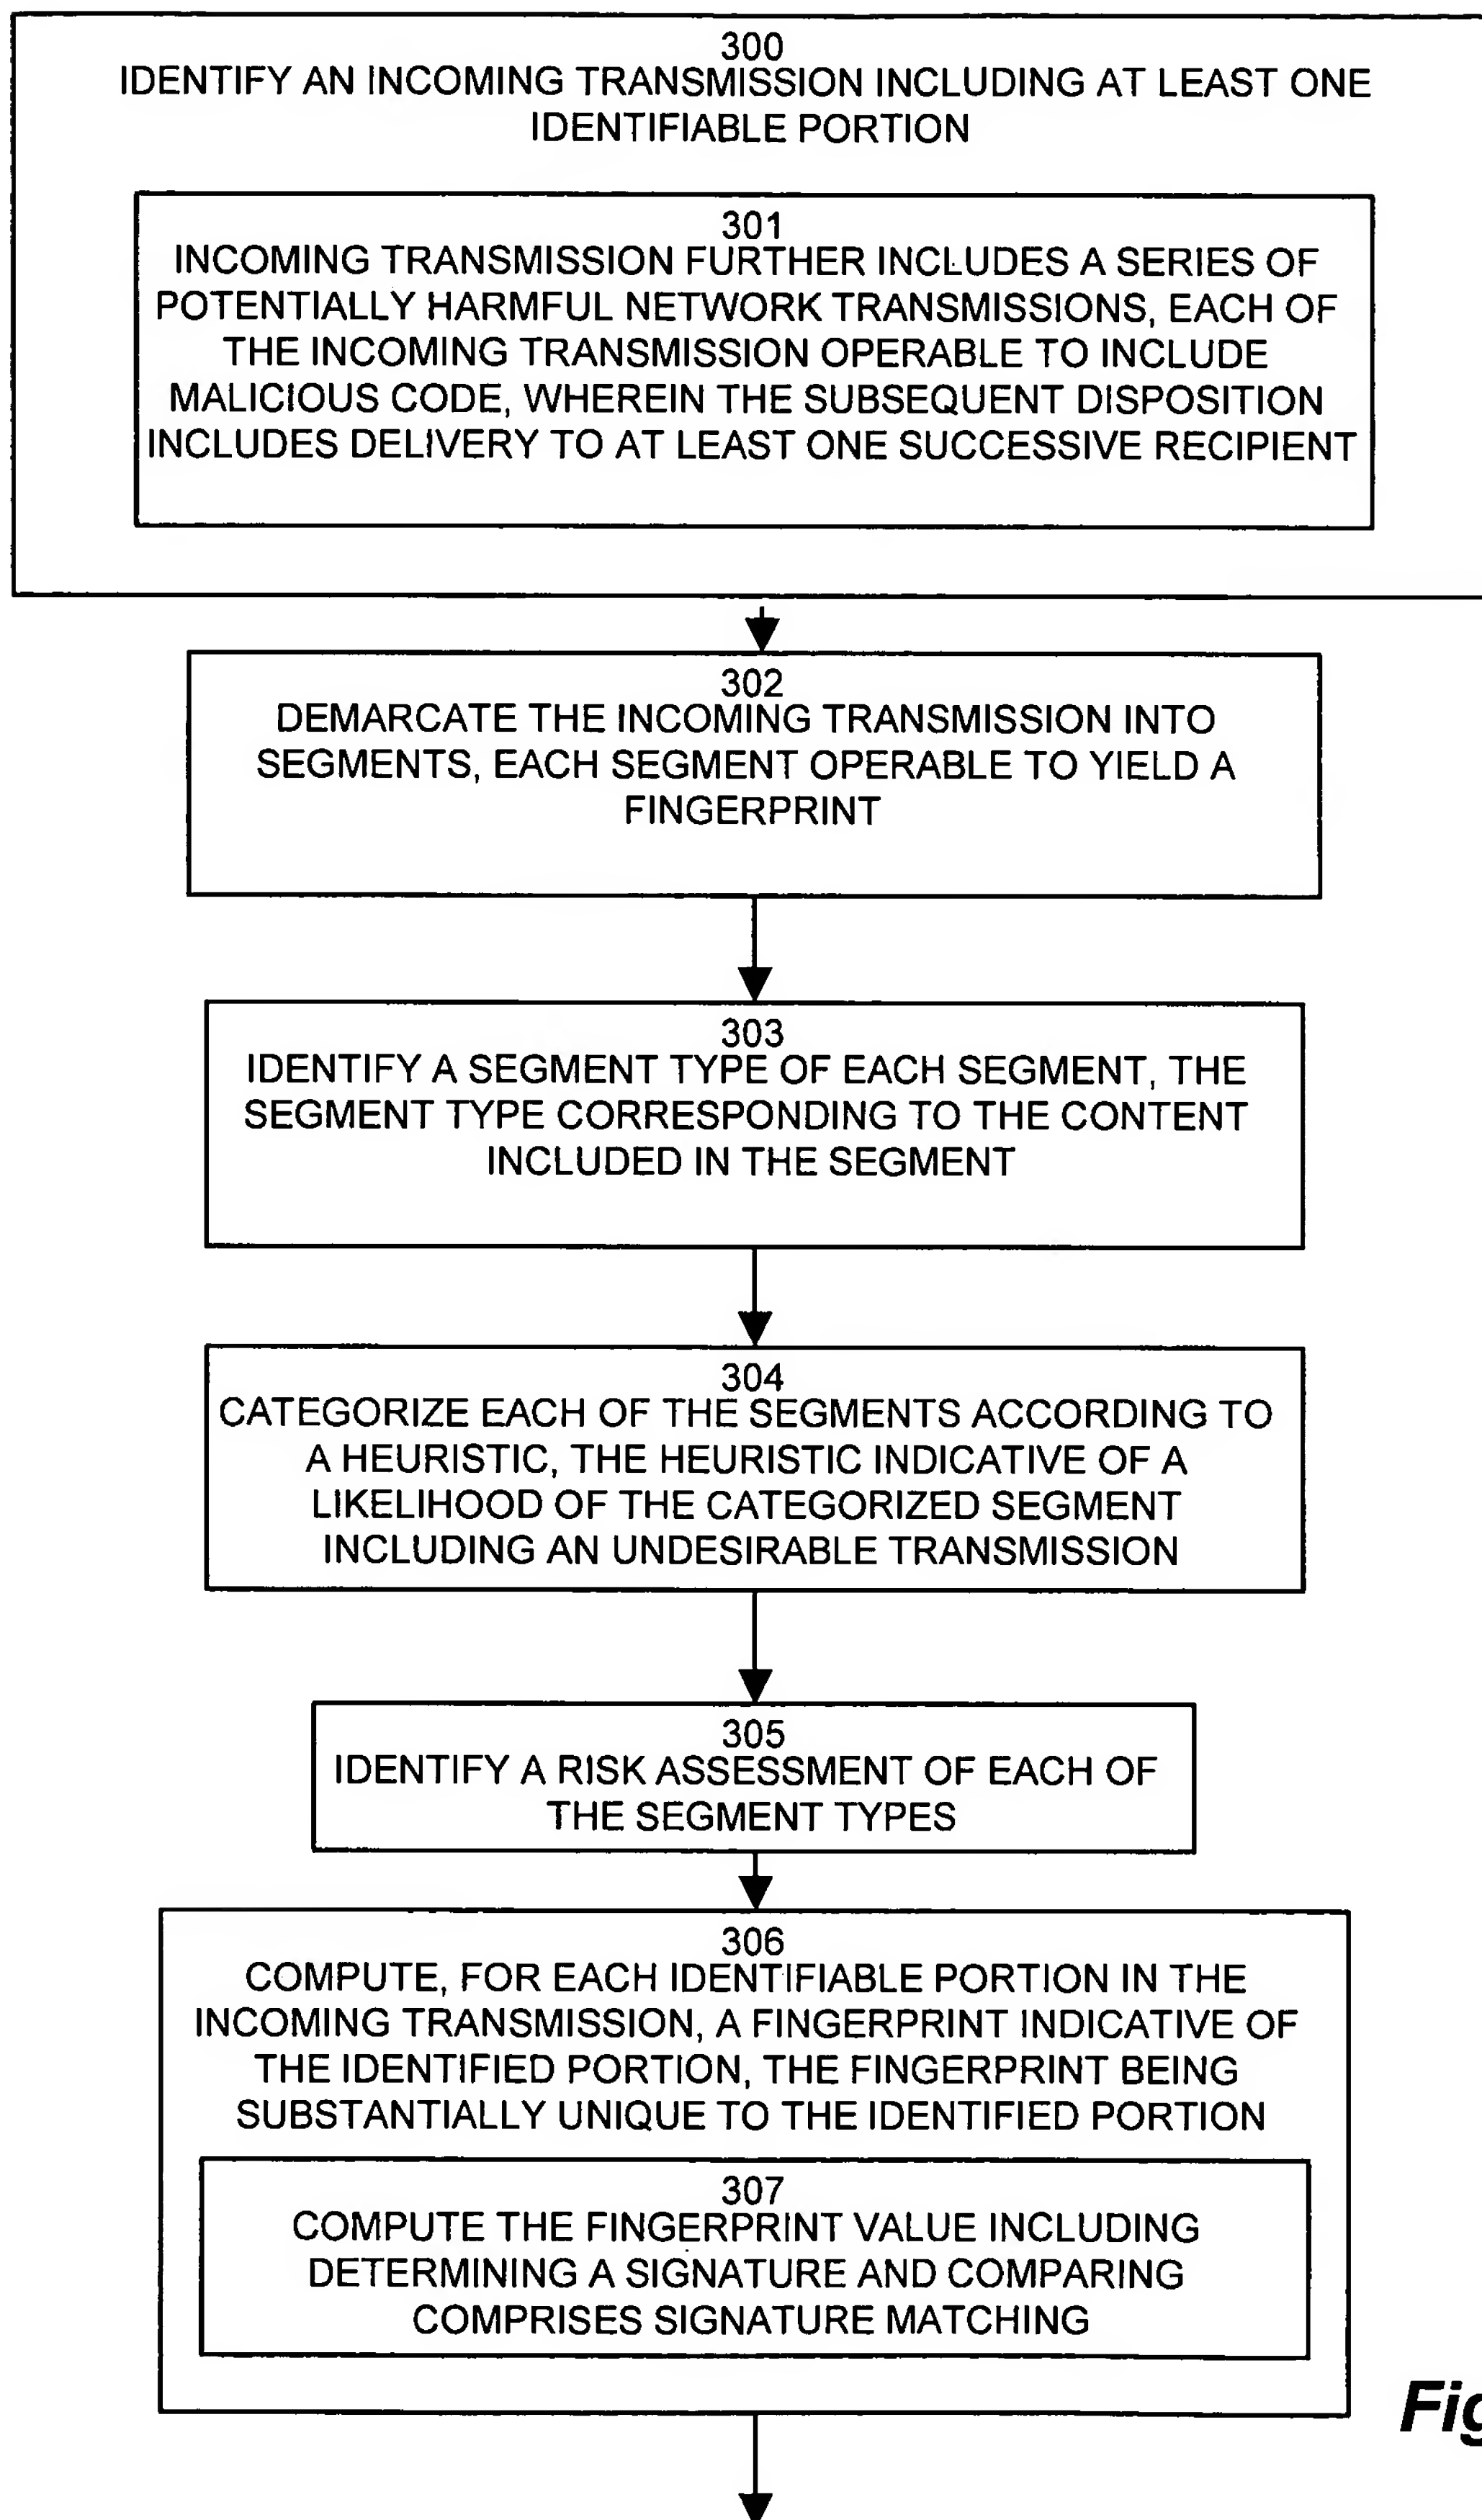 300
IDENTIFY AN INCOMING TRANSMISSION INCLUDING AT LEAST ONE
IDENTIFIABLE PORTION
301
INCOMING TRANSMISSION FURTHER INCLUDES A SERIES OF
POTENTIALLY HARMFUL NETWORK TRANSMISSIONS, EACH OF
THE INCOMING TRANSMISSION OPERABLE TO INCLUDE
MALICIOUS CODE, WHEREIN THE SUBSEQUENT DISPOSITION
INCLUDES DELIVERY TO AT LEAST ONE SUCCESSIVE RECIPIENT
302
DEMARCATE THE INCOMING TRANSMISSION INTO
SEGMENTS, EACH SEGMENT OPERABLE TO YIELD A
FINGERPRINT
303
IDENTIFY A SEGMENT TYPE OF EACH SEGMENT, THE
SEGMENT TYPE CORRESPONDING TO THE CONTENT
INCLUDED IN THE SEGMENT
304
CATEGORIZE EACH OF THE SEGMENTS ACCORDING TO
A HEURISTIC, THE HEURISTIC INDICATIVE OF A
LIKELIHOOD OF THE CATEGORIZED SEGMENT
INCLUDING AN UNDESIRABLE TRANSMISSION
305
IDENTIFY A RISK ASSESSMENT OF EACH OF
THE SEGMENT TYPES
306
COMPUTE, FOR EACH IDENTIFIABLE PORTION IN THE
INCOMING TRANSMISSION, A FINGERPRINT INDICATIVE OF
THE IDENTIFIED PORTION, THE FINGERPRINT BEING
SUBSTANTIALLY UNIQUE TO THE IDENTIFIED PORTION
307
COMPUTE THE FINGERPRINT VALUE INCLUDING
DETERMINING A SIGNATURE AND COMPARING
COMPRISES SIGNATURE MATCHING